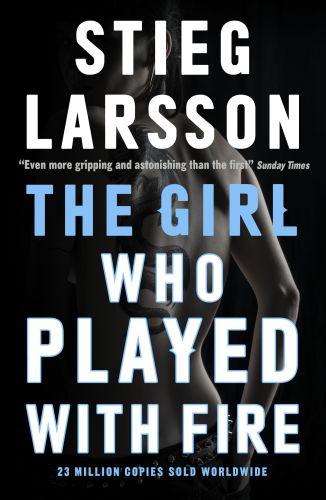 STIEG
LARSSON
“Even more gripping and astonishing than the first” Sunday Times
THE GIRL
WHO
PLAYED
WITH FIRE
23 MILLION COPIES SOLD WORLDWIDE